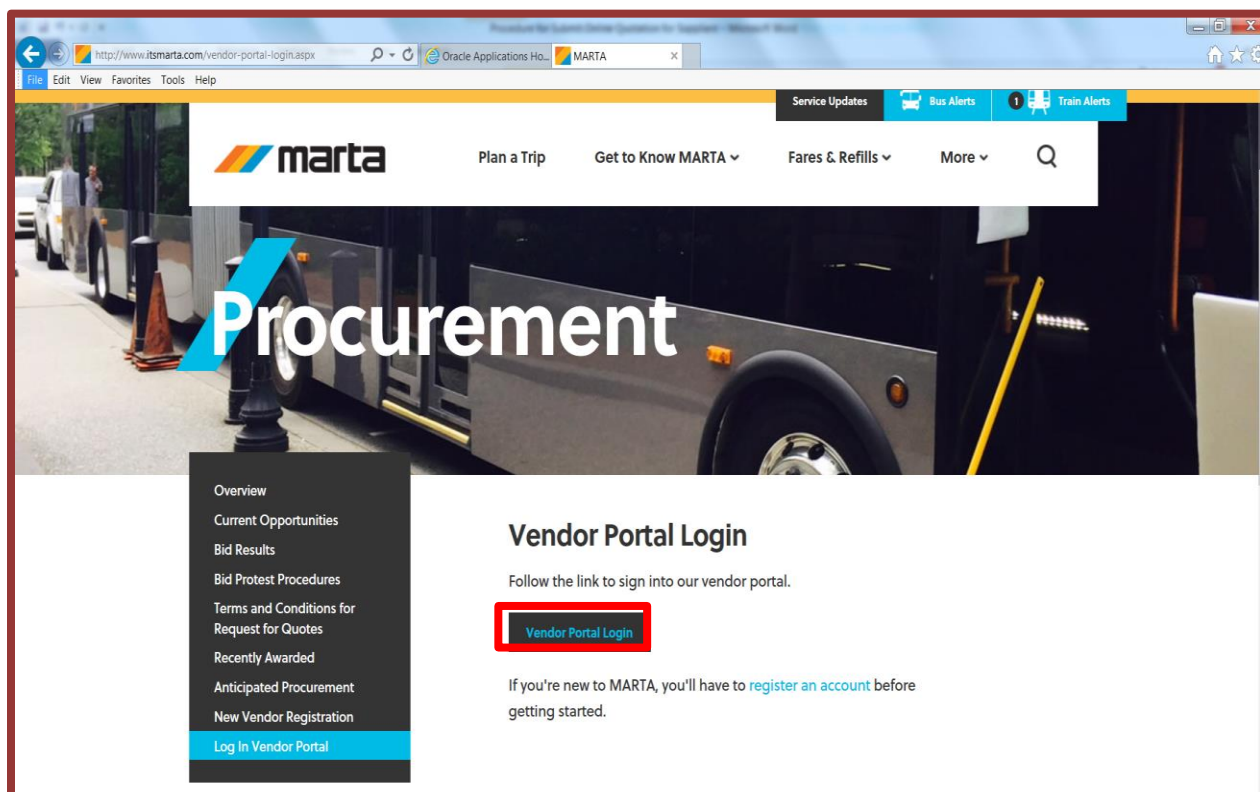 http://www.itsmarta.com/vendor-portal-login.aspx
Oracle Applications Ho...
MARTA
File Edit View Favorites Tools Help
Service Updates
Bus Alerts
1
Train Alerts
marta
Plan a Trip
Get to Know MARTA
Fares & Refills
More
Procurement
Overview
Current Opportunities
Bid Results
Bid Protest Procedures
Terms and Conditions for
Request for Quotes
Recently Awarded
Anticipated Procurement
New Vendor Registration
Log In Vendor Portal
Vendor Portal Login
Follow the link to sign into our vendor portal.
Vendor Portal Login
If you're new to MARTA, you'll have to register an account before
getting started.